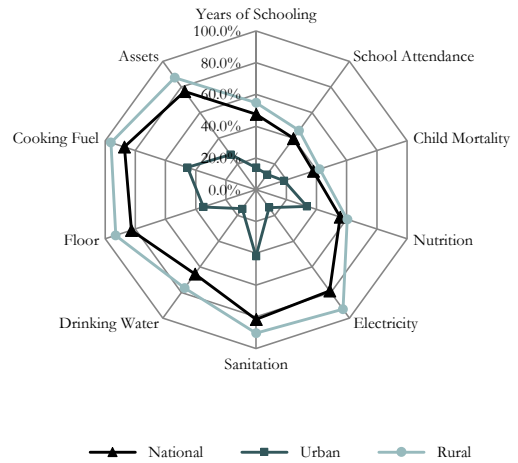 Years of Schooling
100.0%
Assets
School Attendance
80.0%
60.0%
Cooking Fuel
40.0%
Child Mortality
20.0%
0.0%
Floor
Nutrition
Drinking Water
Electricity
Sanitation
National Urban Rural